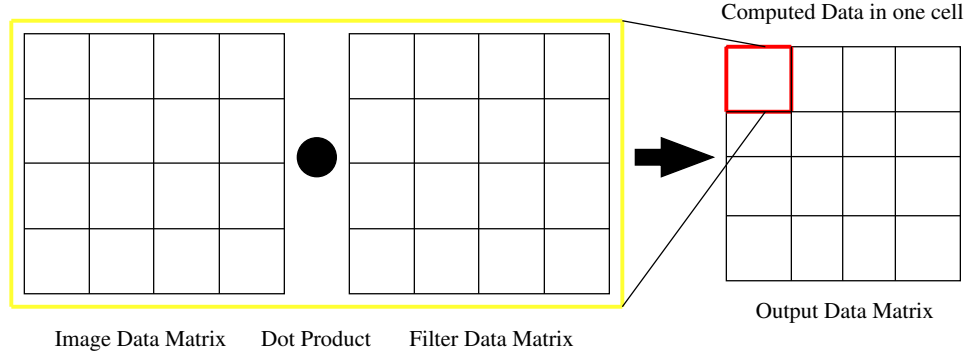 Computed Data in one cell
Output Data Matrix
Image Data Matrix
Dot Product
Filter Data Matrix